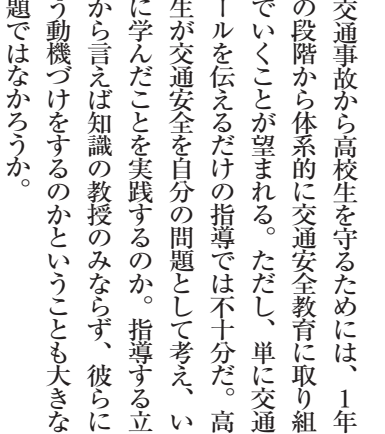 交通事故から高校生を守るためには、1年
の段階から体系的に交通安全教育に取り組
んでいくことが望まれる。ただし、単に交通
ルールを伝えるだけの指導では不十分だ。高
生が交通安全を自分の問題として考え、い
に学んだことを実践するのか。指導する立
から言えば知識の教授のみならず、彼らに
う動機づけをするのかということも大きな
題ではなかろうか。